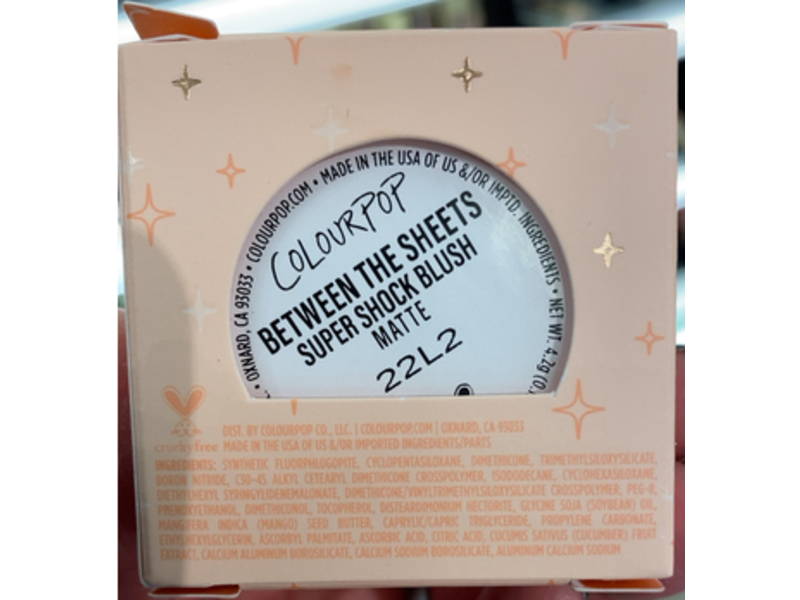 • OXNARD, CA 93033 • COLOURPOP.COM • MADE IN THE USA OF US &/OR IMPTD. INGREDIENTS • NET WT. 4.2g (0.
COLOURPOP
BETWEEN THE SHEETS
SUPER SHOCK BLUSH
MATTE
22L2
crueltyfree
DIST. BY COLOURPOP CO., LLC. | COLOURPOP.COM | OXNARD, CA 93033
MADE IN THE USA OF US &/OR IMPORTED INGREDIENTS/PARTS
INGREDIENTS: SYNTHETIC FLUORPHLOGOPITE, CYCLOPENTASILOXANE, DIMETHICONE, TRIMETHYLSILOXYSILICATE,
BORON NITRIDE, C30-45 ALKYL CETEARYL DIMETHICONE CROSSPOLYMER, ISODODECANE, CYCLOHEXASILOXANE,
DIETHYLHEXYL SYRINGYLIDENEMALONATE, DIMETHICONE/VINYLTRIMETHYLSILOXYSILICATE CROSSPOLYMER, PEG-8,
PHENOXYETHANOL, DIMETHICONOL, TOCOPHEROL, DISTEARDIMONIUM HECTORITE, GLYCINE SOJA (SOYBEAN) OIL,
MANGIFERA INDICA (MANGO) SEED BUTTER, CAPRYLIC/CAPRIC TRIGLYCERIDE, PROPYLENE CARBONATE,
ETHYLHEXYLGLYCERIN, ASCORBYL PALMITATE, ASCORBIC ACID, CITRIC ACID; CUCUMIS SATIVUS (CUCUMBER) FRUIT
EXTRACT, CALCIUM ALUMINUM BOROSILICATE, CALCIUM SODIUM BOROSILICATE, ALUMINUM CALCIUM SODIUM